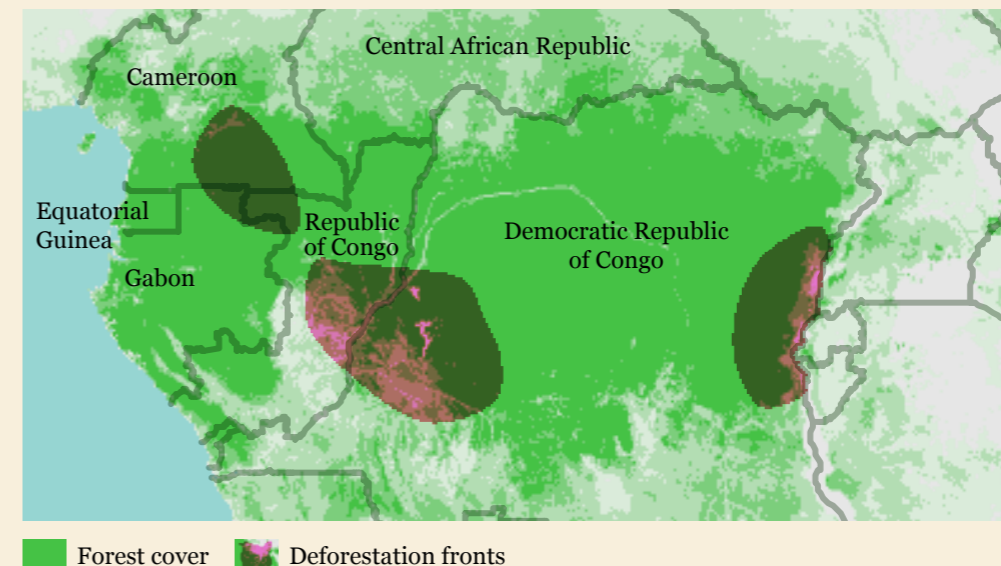 Central African Republic
Cameroon
Equatorial
Guinea
Republic
of Congo
Democratic Republic
of Congo
Gabon
Forest cover
Deforestation fronts